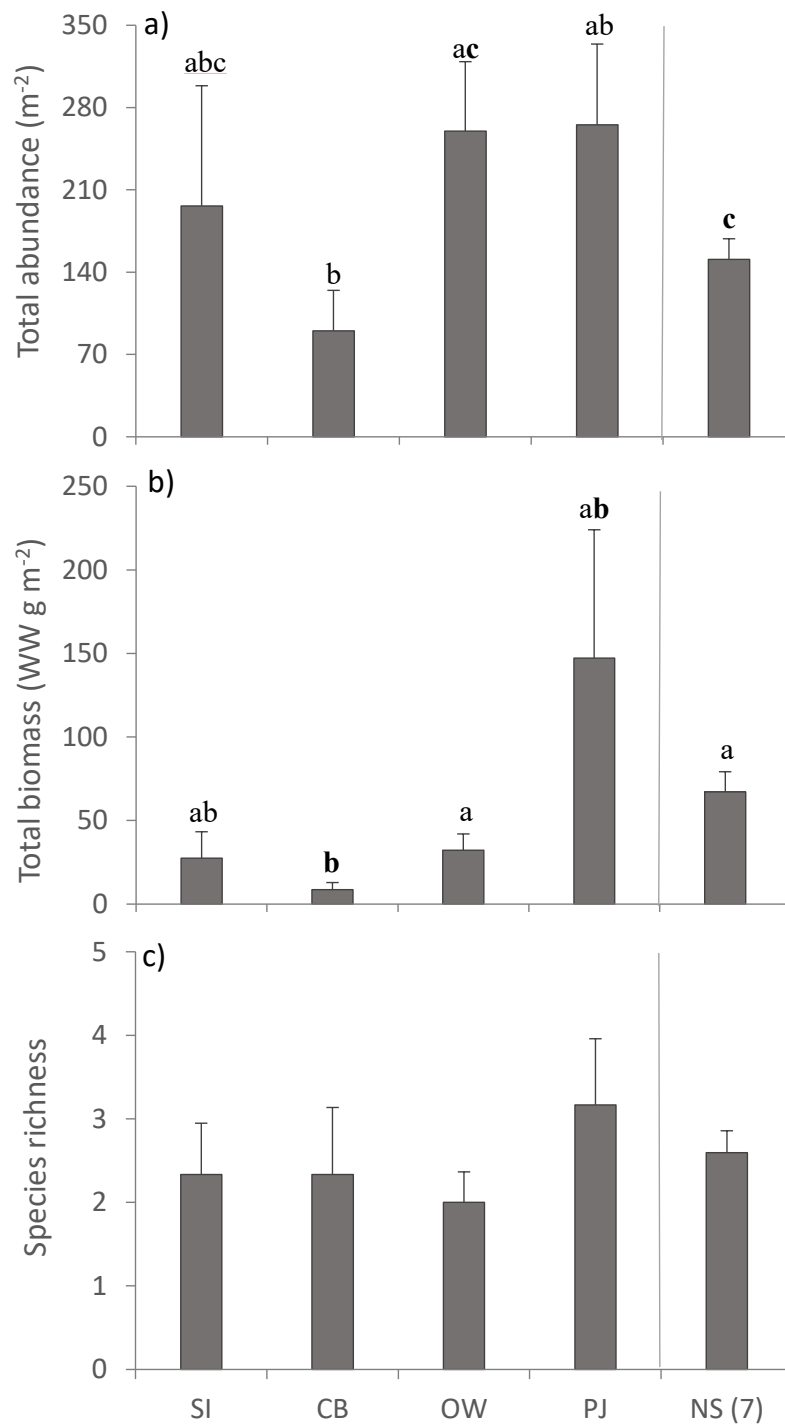 a)
Total abundance (m-2)
350
280
210
140
70
0
abc
b
ac
ab
c
b)
Total biomass (WW g m-2)
250
200
150
100
50
0
ab
b
a
ab
a
c)
Species richness
5
4
3
2
1
0
SI CB OW PJ NS (7)